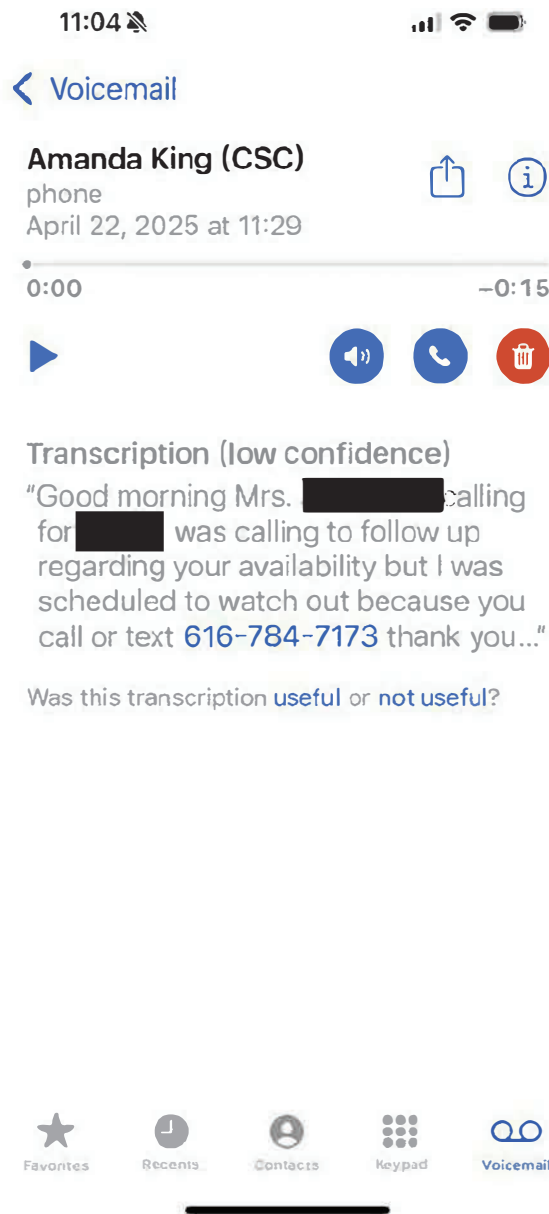 11:04
Voicemail
Amanda King (CSC)
phone
April 22, 2025 at 11:29
0:00 −0:15
Transcription (low confidence)
“Good morning Mrs. calling
for was calling to follow up
regarding your availability but I was
scheduled to watch out because you
call or text 616-784-7173 thank you...”
Was this transcription useful or not useful?
Favorites Recents Contacts Keypad Voicemail